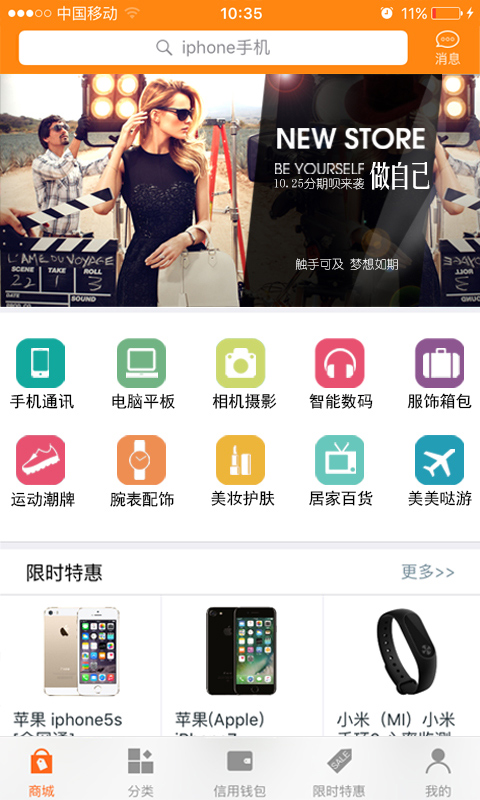 中国移动 10:35 11%
iphone手机
消息
NEW STORE
BE YOURSELF 做自己
10.25分期呗来袭
触手可及 梦想如期
L'AME DU VOYAGE
SCENE TAKE ROLL
22 1 3
DATE SOUND
手机通讯 电脑平板 相机摄影 智能数码 服饰箱包
运动潮牌 腕表配饰 美妆护肤 居家百货 美美哒游
限时特惠 更多>>
苹果 iphone5s 苹果(Apple) 小米（MI）小米
SALE
商城 分类 信用钱包 限时特惠 我的